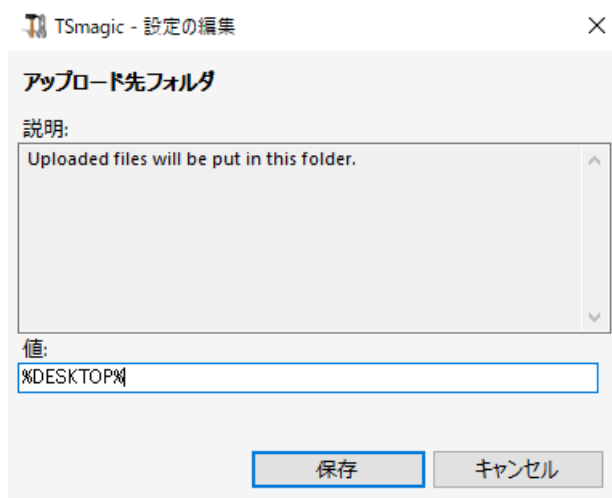 TSmagic - 設定の編集
アップロード先フォルダ
説明:
Uploaded files will be put in this folder.
値:
%DESKTOP%
保存 キャンセル